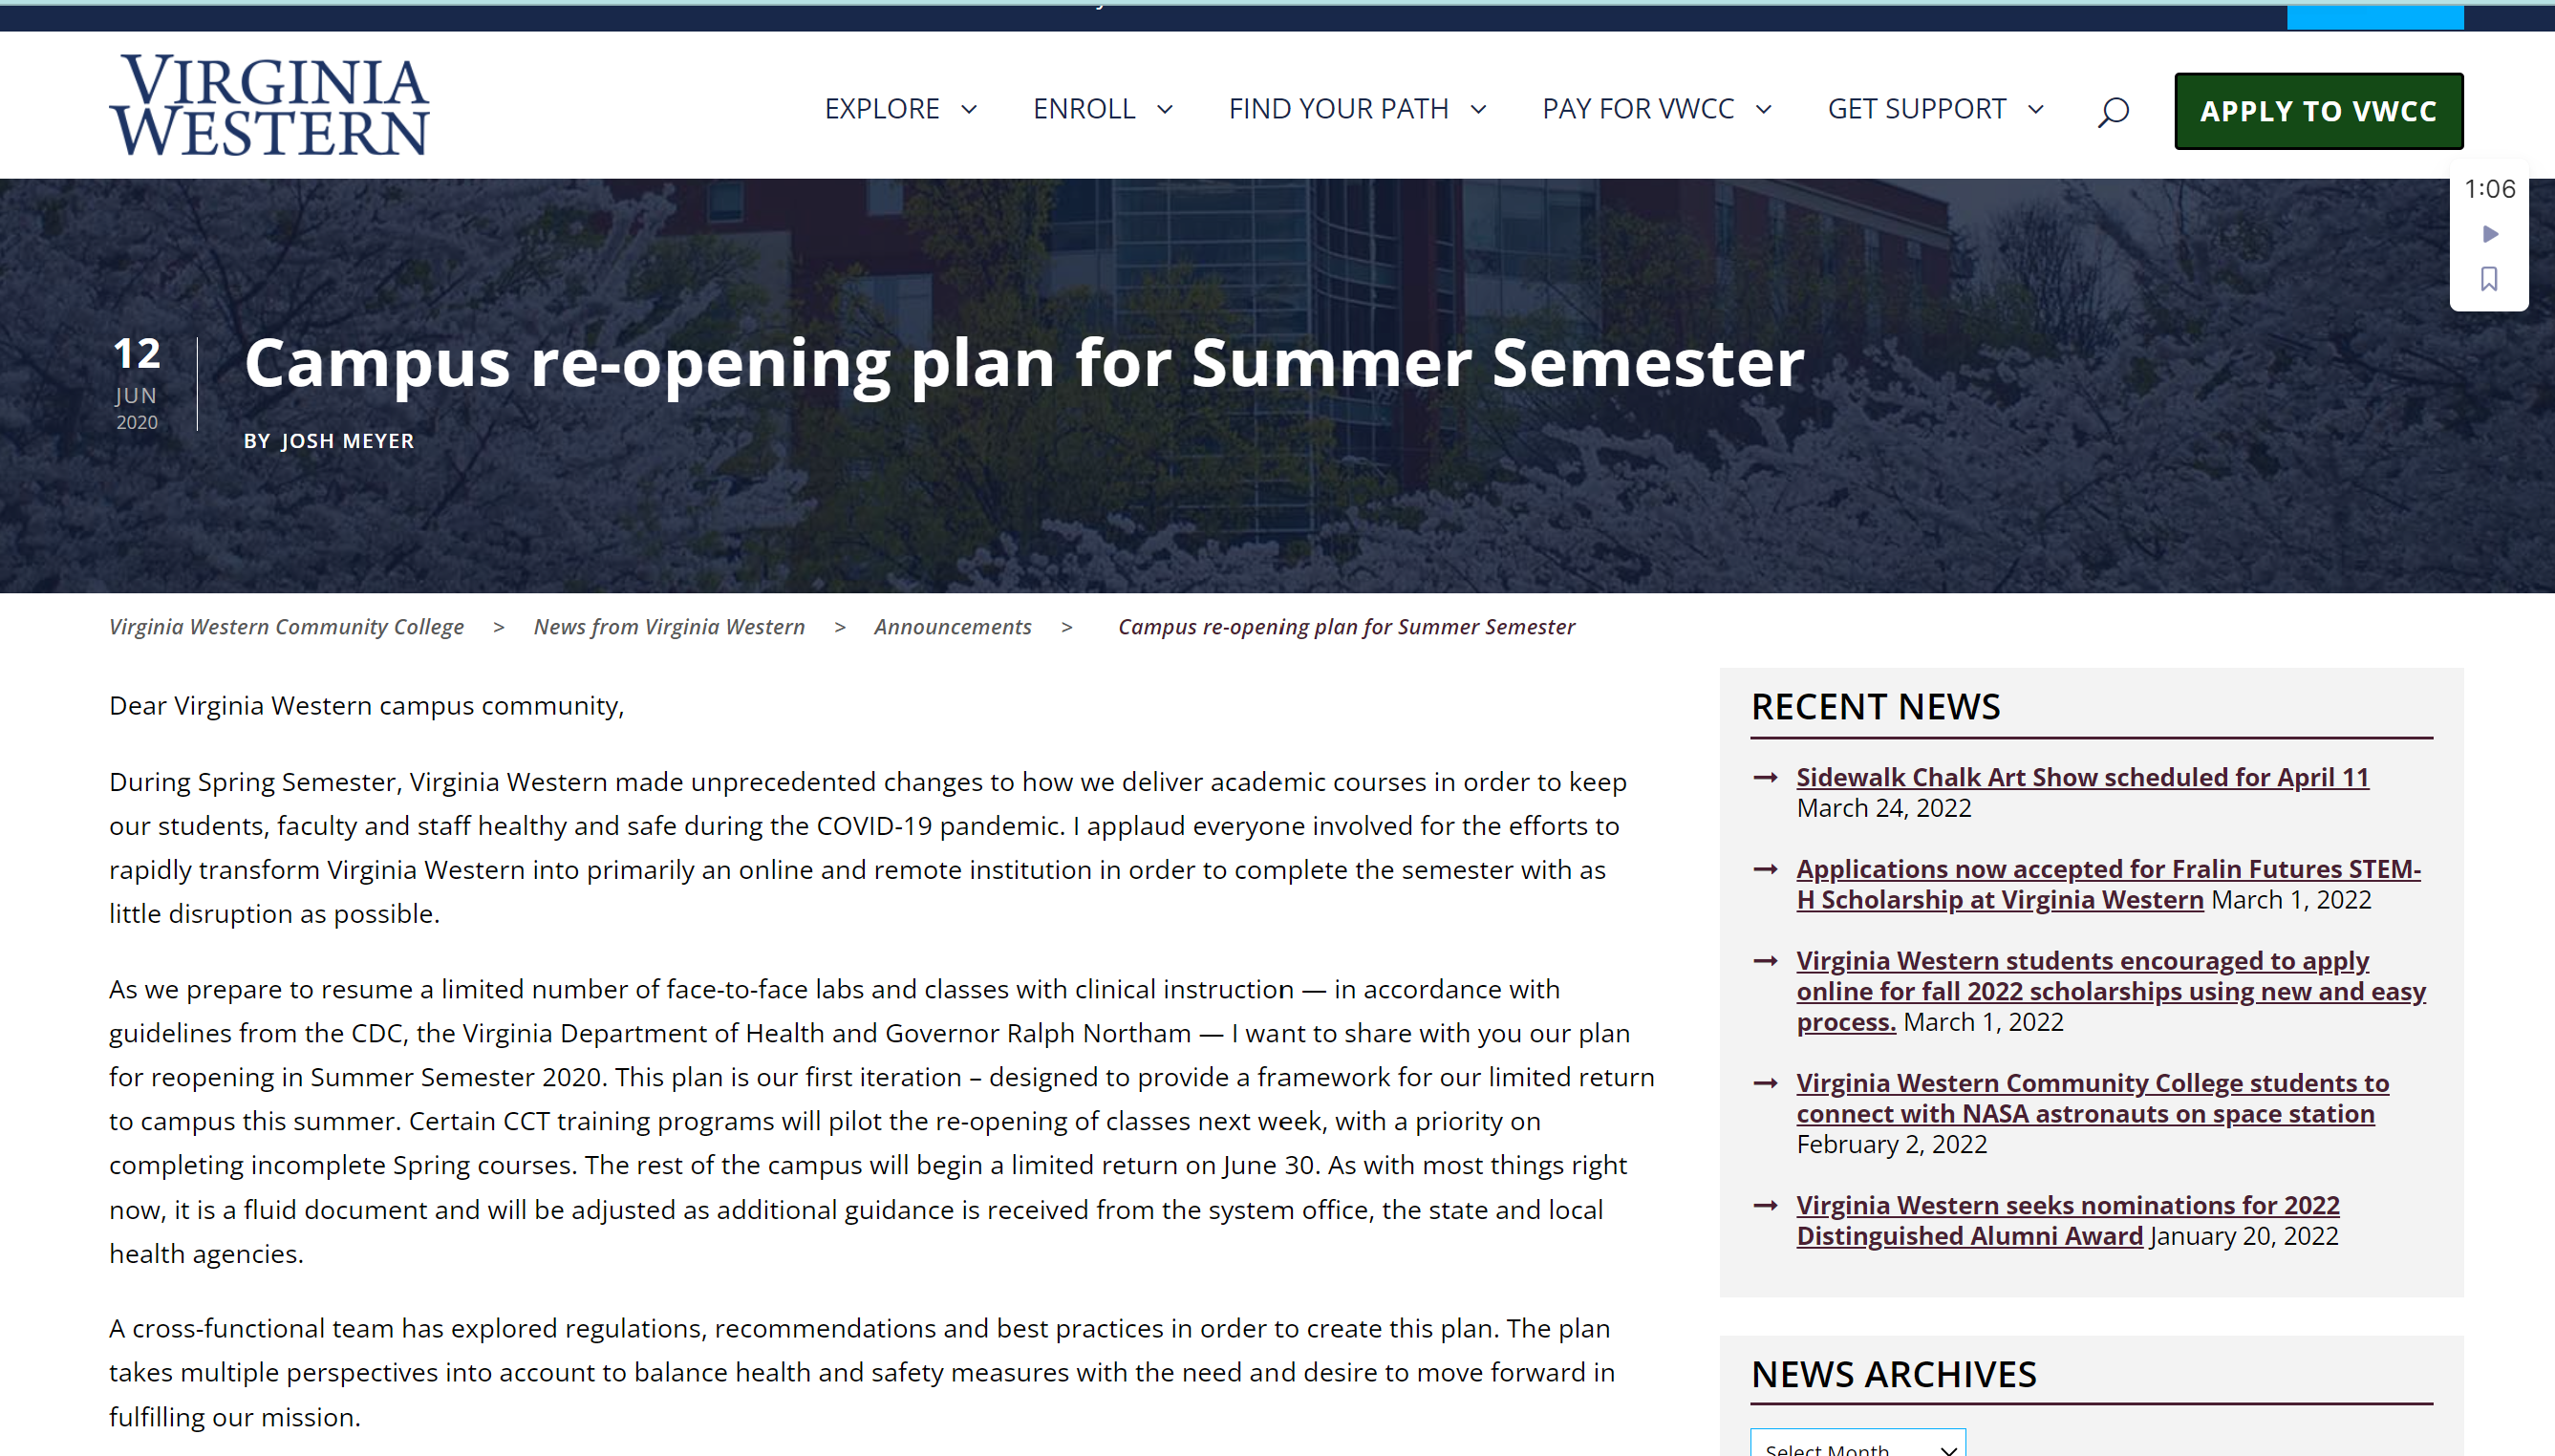 VIRGINIA
WESTERN
EXPLORE
ENROLL
FIND YOUR PATH
PAY FOR VWCC
GET SUPPORT
APPLY TO VWCC
1:06
12
JUN
2020
Campus re-opening plan for Summer Semester
BY JOSH MEYER
Virginia Western Community College > News from Virginia Western > Announcements > Campus re-opening plan for Summer Semester
Dear Virginia Western campus community,
During Spring Semester, Virginia Western made unprecedented changes to how we deliver academic courses in order to keep
our students, faculty and staff healthy and safe during the COVID-19 pandemic. I applaud everyone involved for the efforts to
rapidly transform Virginia Western into primarily an online and remote institution in order to complete the semester with as
little disruption as possible.
As we prepare to resume a limited number of face-to-face labs and classes with clinical instruction — in accordance with
guidelines from the CDC, the Virginia Department of Health and Governor Ralph Northam — I want to share with you our plan
for reopening in Summer Semester 2020. This plan is our first iteration – designed to provide a framework for our limited return
to campus this summer. Certain CCT training programs will pilot the re-opening of classes next week, with a priority on
completing incomplete Spring courses. The rest of the campus will begin a limited return on June 30. As with most things right
now, it is a fluid document and will be adjusted as additional guidance is received from the system office, the state and local
health agencies.
A cross-functional team has explored regulations, recommendations and best practices in order to create this plan. The plan
takes multiple perspectives into account to balance health and safety measures with the need and desire to move forward in
fulfilling our mission.
RECENT NEWS
Sidewalk Chalk Art Show scheduled for April 11
March 24, 2022
Applications now accepted for Fralin Futures STEM-
H Scholarship at Virginia Western March 1, 2022
Virginia Western students encouraged to apply
online for fall 2022 scholarships using new and easy
process. March 1, 2022
Virginia Western Community College students to
connect with NASA astronauts on space station
February 2, 2022
Virginia Western seeks nominations for 2022
Distinguished Alumni Award January 20, 2022
NEWS ARCHIVES
Select Month